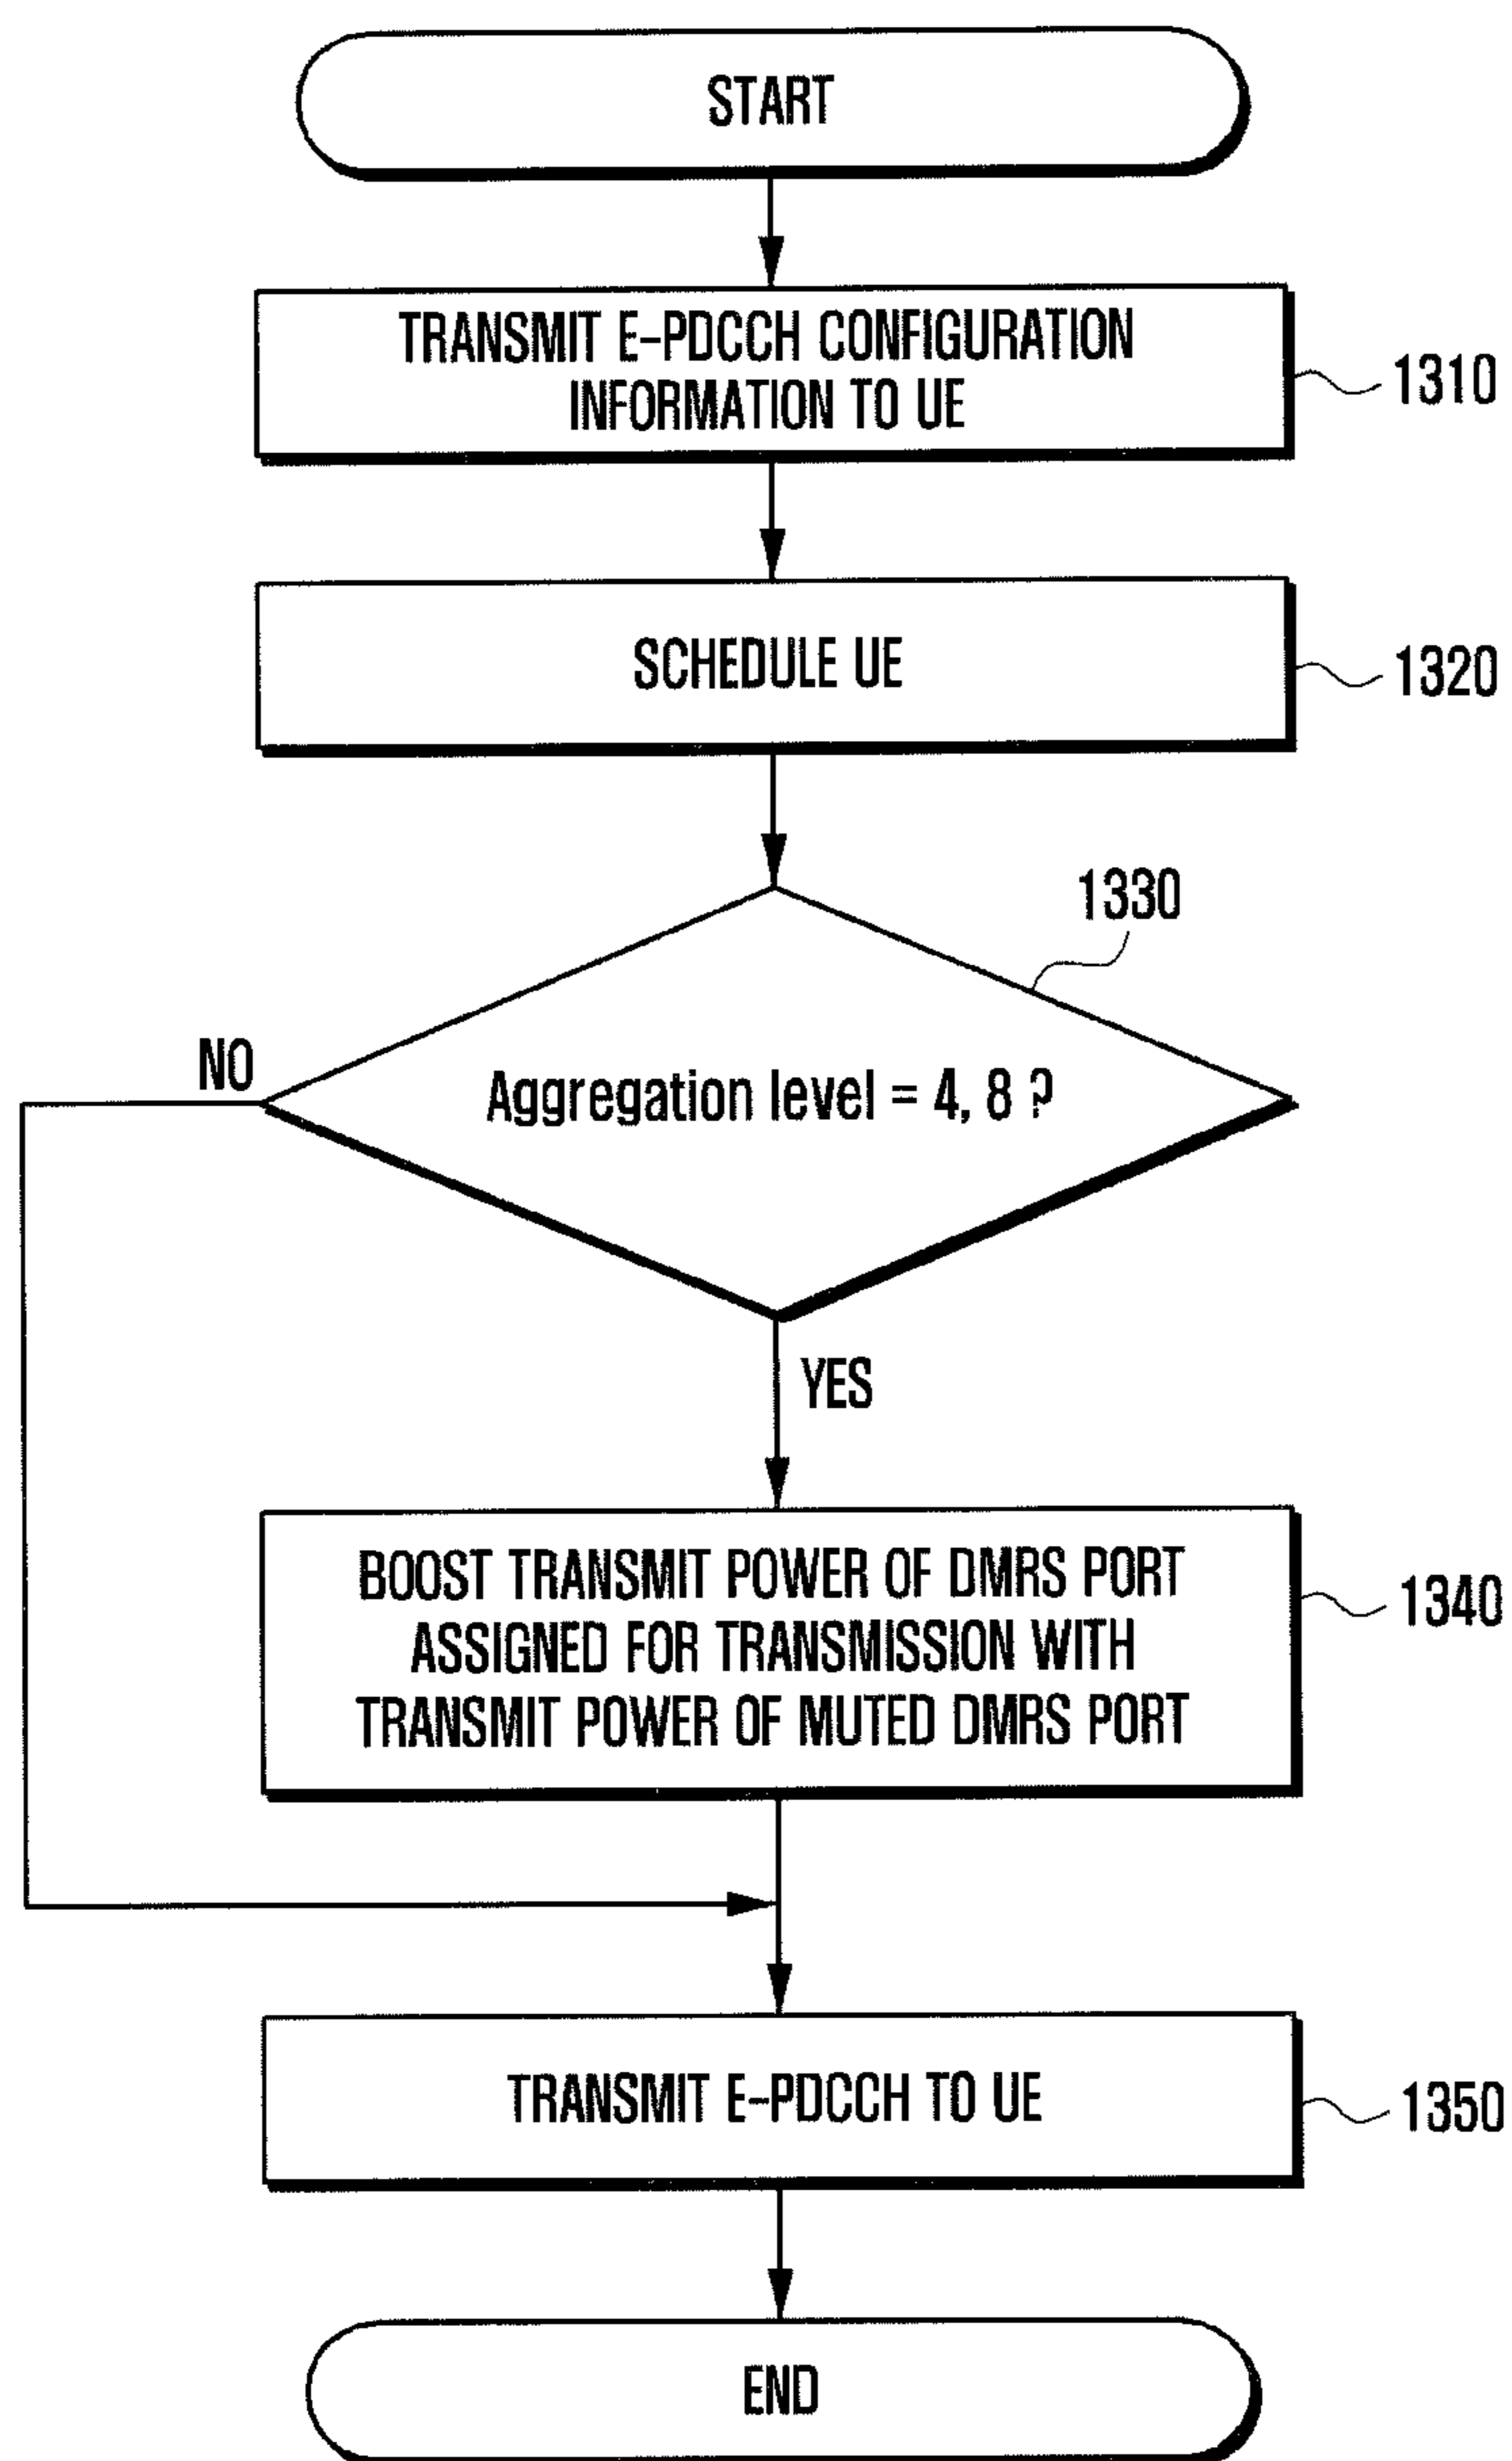 START
TRANSMIT E-PDCCH CONFIGURATION
INFORMATION TO UE
1310
SCHEDULE UE
1320
1330
NO
Aggregation level = 4, 8 ?
YES
BOOST TRANSMIT POWER OF DMRS PORT
ASSIGNED FOR TRANSMISSION WITH
TRANSMIT POWER OF MUTED DMRS PORT
1340
TRANSMIT E-PDCCH TO UE
1350
END